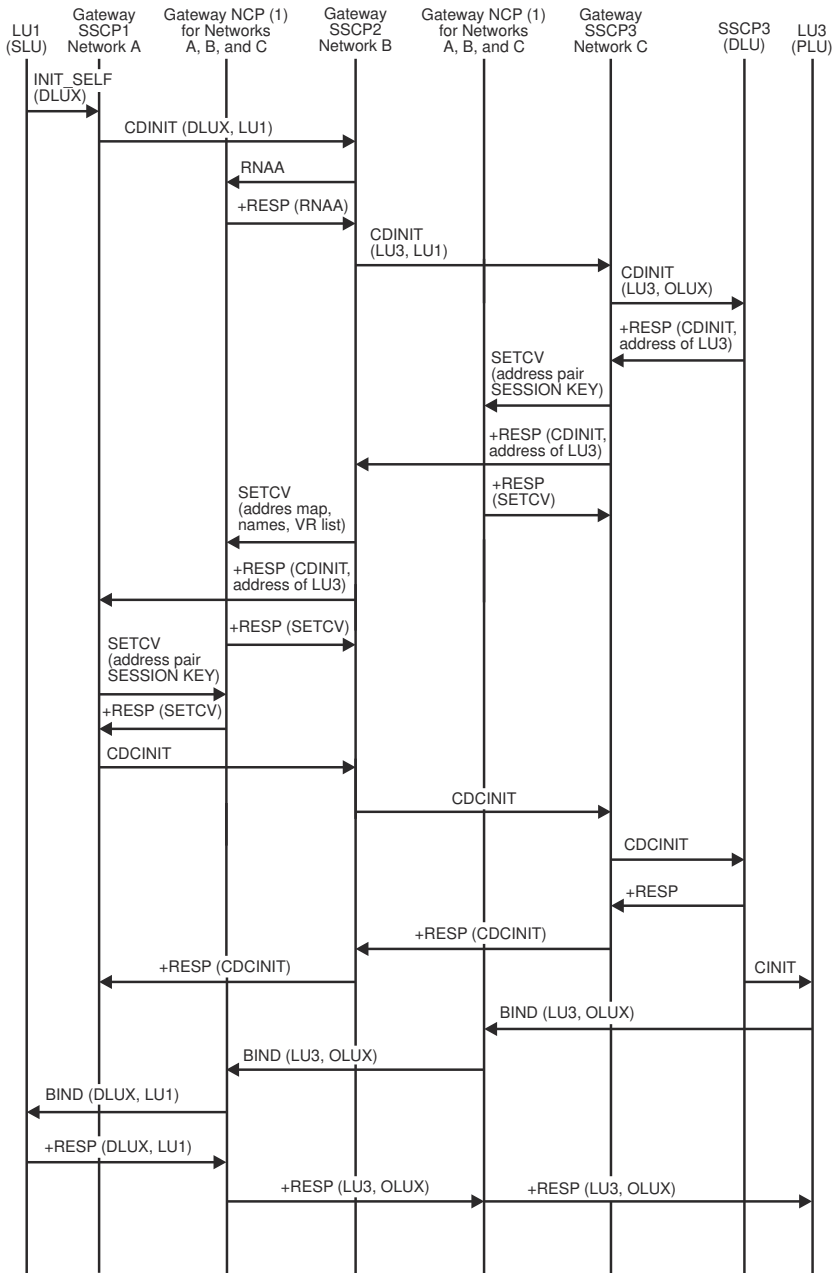 LU1
(SLU)
Gateway
SSCP1
Network A
Gateway NCP (1)
for Networks
A, B, and C
Gateway
SSCP2
Network B
Gateway NCP (1)
for Networks
A, B, and C
Gateway
SSCP3
Network C
SSCP3
(DLU)
LU3
(PLU)
INIT_SELF
(DLUX)
CDINIT (DLUX, LU1)
RNAA
+RESP (RNAA)
CDINIT
(LU3, LU1)
CDINIT
(LU3, OLUX)
+RESP (CDINIT,
address of LU3)
SETCV
(address pair
SESSION KEY)
+RESP (CDINIT,
address of LU3)
+RESP
(SETCV)
SETCV
(addres map,
names, VR list)
+RESP (CDINIT,
address of LU3)
+RESP (SETCV)
SETCV
(address pair
SESSION KEY)
+RESP (SETCV)
CDCINIT
CDCINIT
CDCINIT
+RESP
+RESP (CDCINIT)
+RESP (CDCINIT)
CINIT
BIND (LU3, OLUX)
BIND (LU3, OLUX)
BIND (DLUX, LU1)
+RESP (DLUX, LU1)
+RESP (LU3, OLUX)
+RESP (LU3, OLUX)